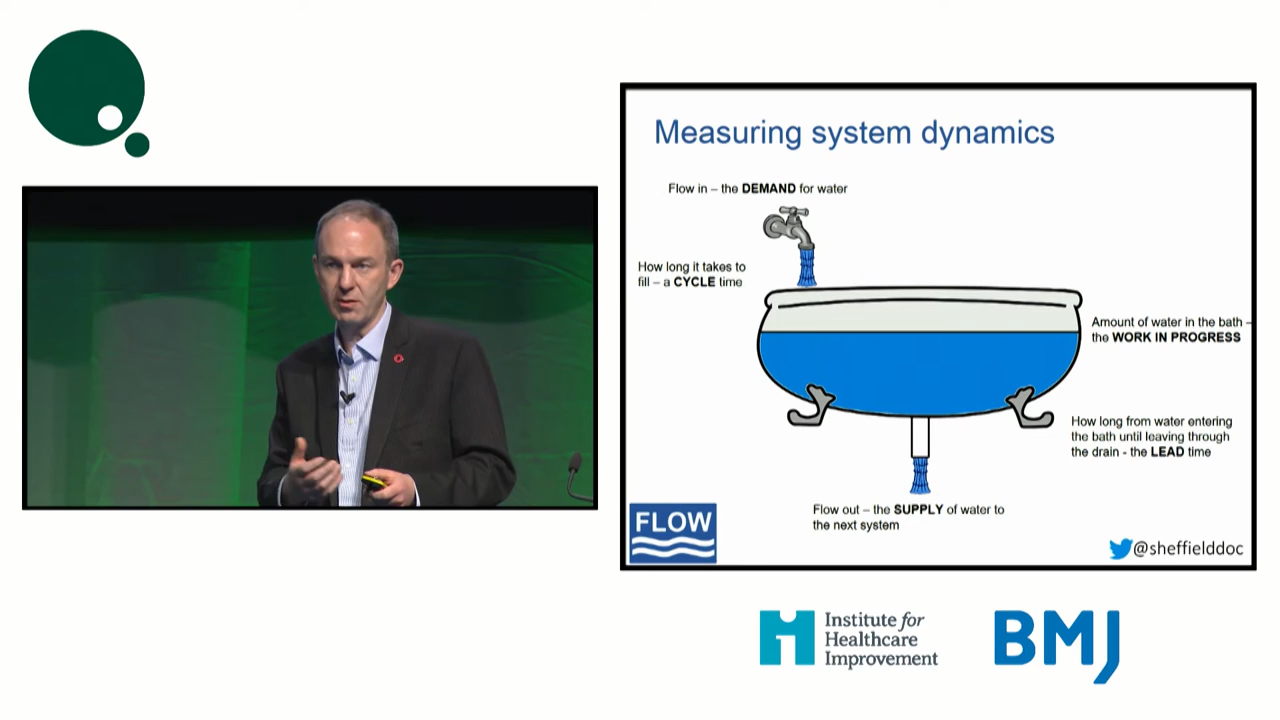 Measuring system dynamics
Flow in – the DEMAND for water
How long it takes to
fill – a CYCLE time
Amount of water in the bath –
the WORK IN PROGRESS
How long from water entering
the bath until leaving through
the drain - the LEAD time
Flow out – the SUPPLY of water to
the next system
FLOW
@sheffielddoc
Institute for
Healthcare
Improvement
BMJ